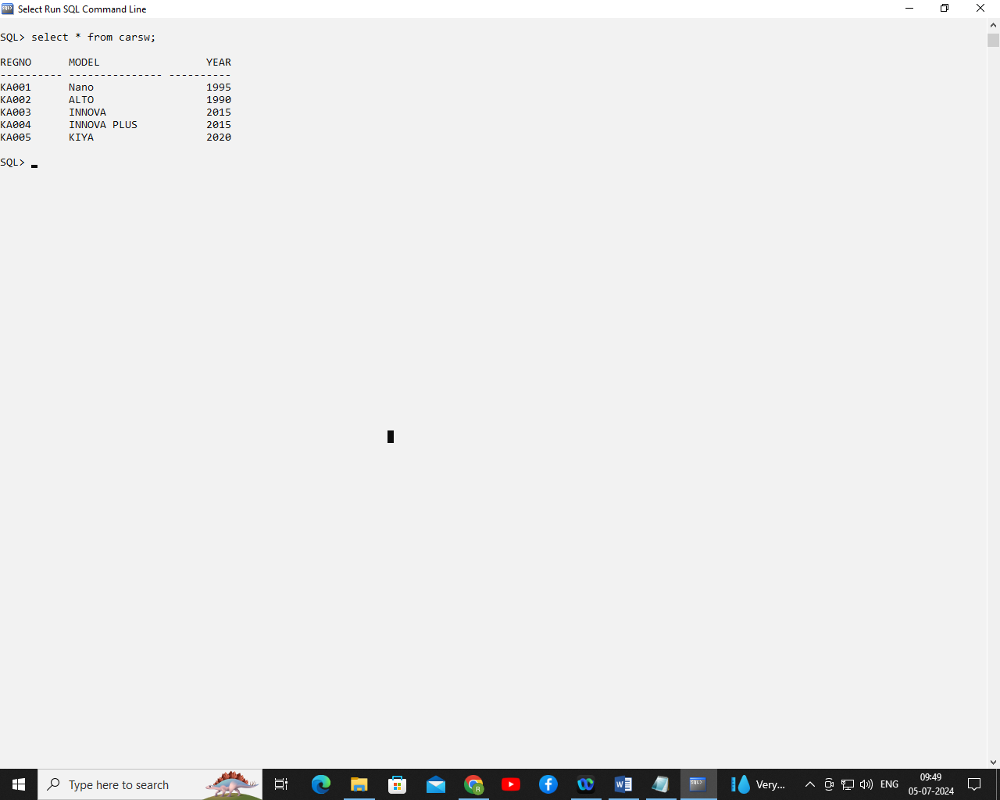 Select Run SQL Command Line
SQL> select * from carsw;
REGNO      MODEL                 YEAR
---------- --------------- ----------
KA001      Nano                  1995
KA002      ALTO                  1990
KA003      INNOVA                2015
KA004      INNOVA PLUS           2015
KA005      KIYA                  2020
SQL>
Type here to search
Very...
ENG
09:49
05-07-2024